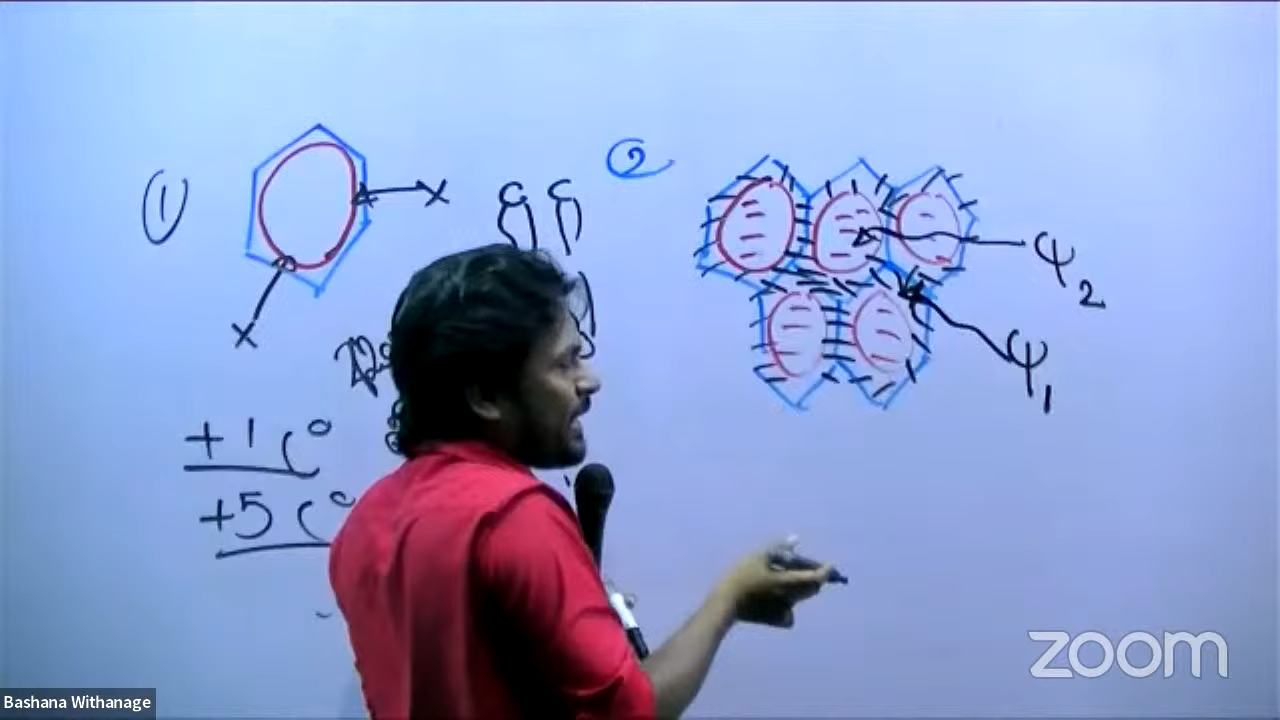 ①
X
X
②
ψ2
ψ1
+1 C°
+5 C°
zoom
Bashana Withanage